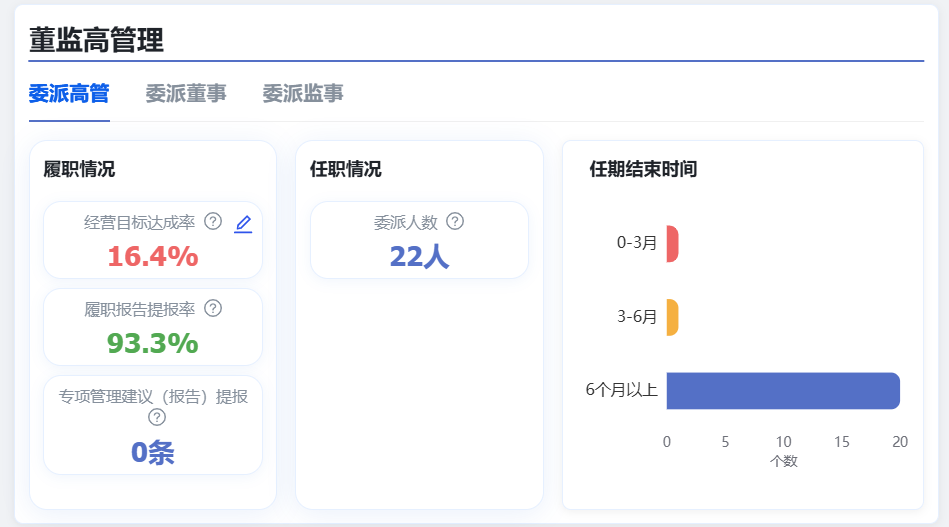 董监高管理
委派高管 委派董事 委派监事
履职情况
经营目标达成率 ?
16.4%
履职报告提报率 ?
93.3%
专项管理建议（报告）提报
?
0条
任职情况
委派人数 ?
22人
任期结束时间
0-3月
3-6月
6个月以上
0 5 10 15 20
个数